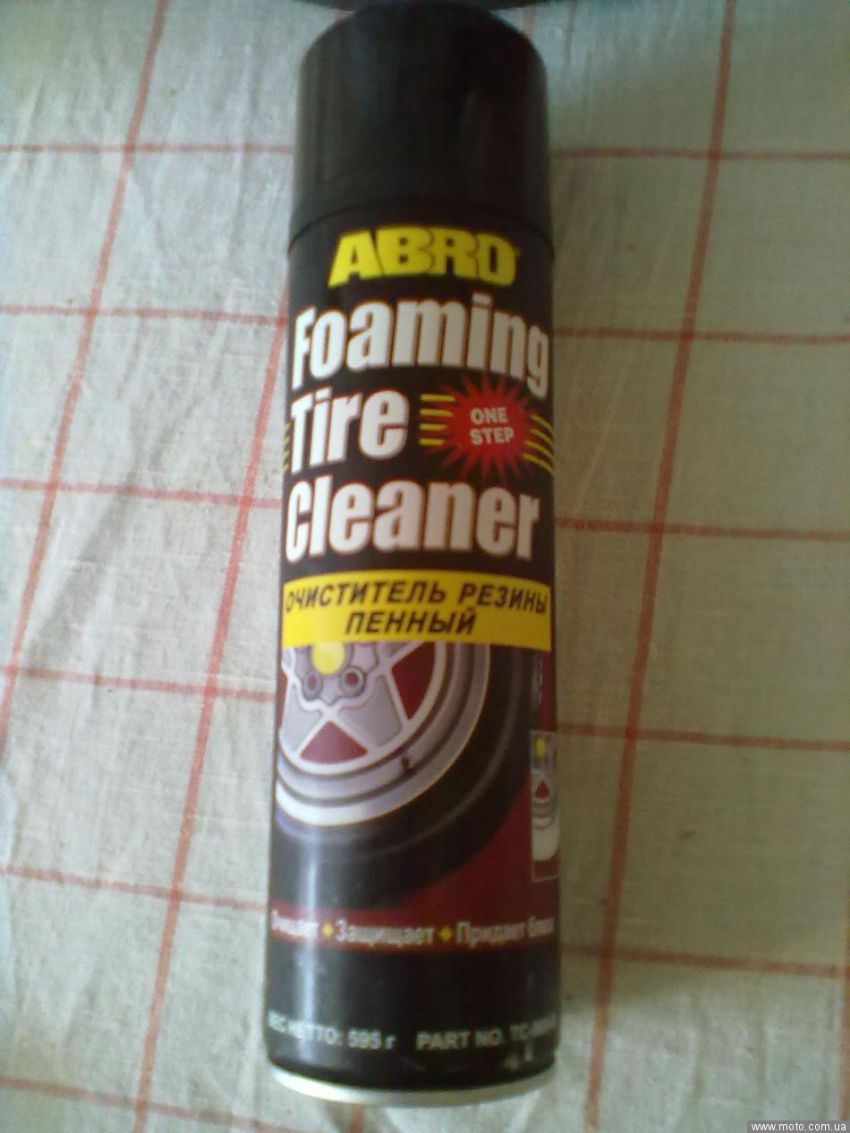 ABRO
Foaming
Tire
ONE
STEP
Cleaner
ОЧИСТИТЕЛЬ РЕЗИНЫ
ПЕННЫЙ
Очищает ✦ Защищает ✦ Придает
НЕТТО: 595 г PART NO.
www.moto.com.ua